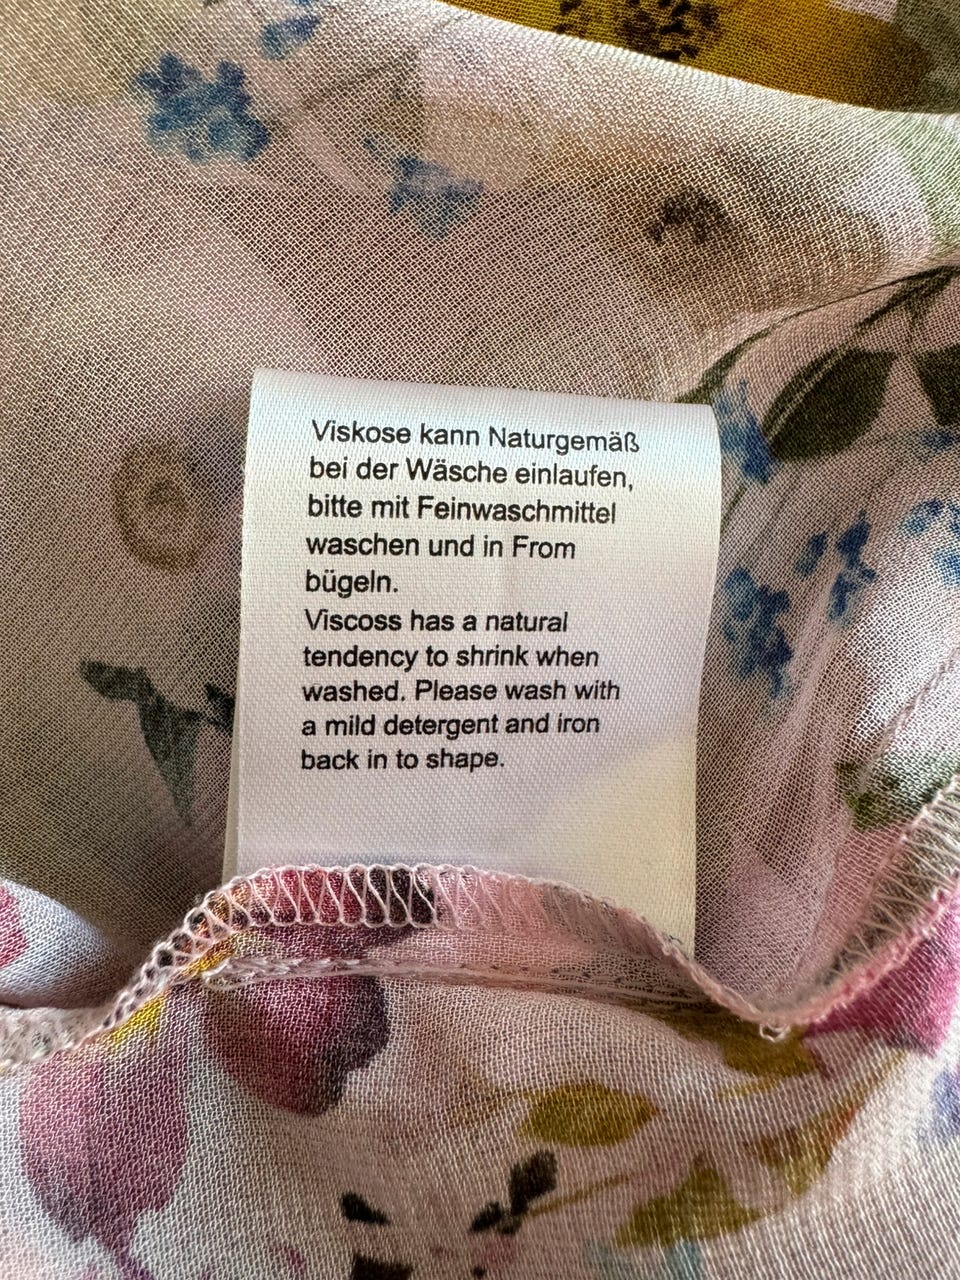 Viskose kann Naturgemäß
bei der Wäsche einlaufen,
bitte mit Feinwaschmittel
waschen und in From
bügeln.
Viscoss has a natural
tendency to shrink when
washed. Please wash with
a mild detergent and iron
back in to shape.